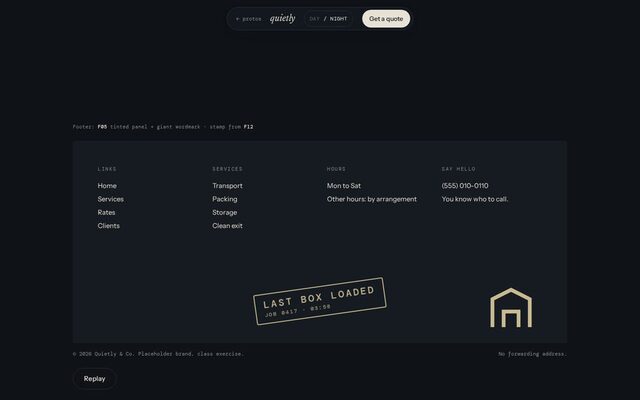 ← protos quietly DAY / NIGHT Get a quote
Footer: F05 tinted panel + giant wordmark · stamp from F12
LINKS SERVICES HOURS SAY HELLO
Home Transport Mon to Sat (555) 010-0110
Services Packing Other hours: by arrangement You know who to call.
Rates Storage
Clients Clean exit
LAST BOX LOADED
JOB 0417 · 03:50
© 2026 Quietly & Co. Placeholder brand, class exercise. No forwarding address.
Replay